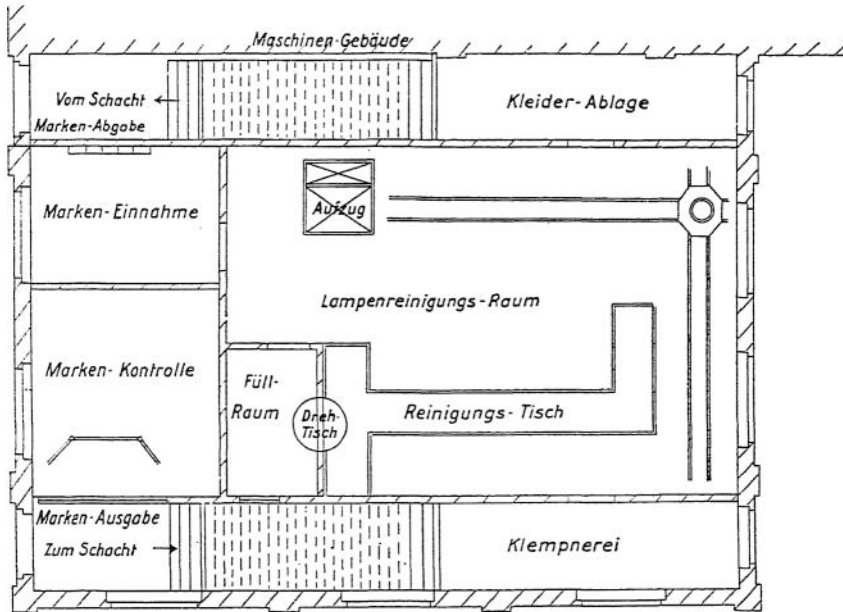 Maschinen-Gebäude
Vom Schacht
Marken-Abgabe
Kleider-Ablage
Marken-Einnahme
Aufzug
Lampenreinigungs-Raum
Marken-Kontrolle
Füll-
Raum
Dreh-
Tisch
Reinigungs-Tisch
Marken-Ausgabe
Zum Schacht
Klempnerei